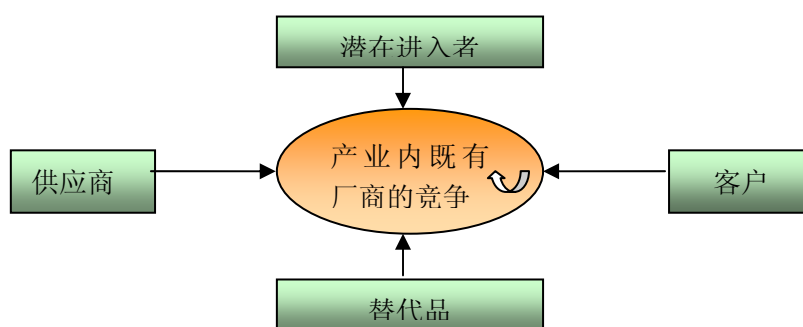 潜在进入者
产业内既有
厂商的竞争
供应商
客户
替代品